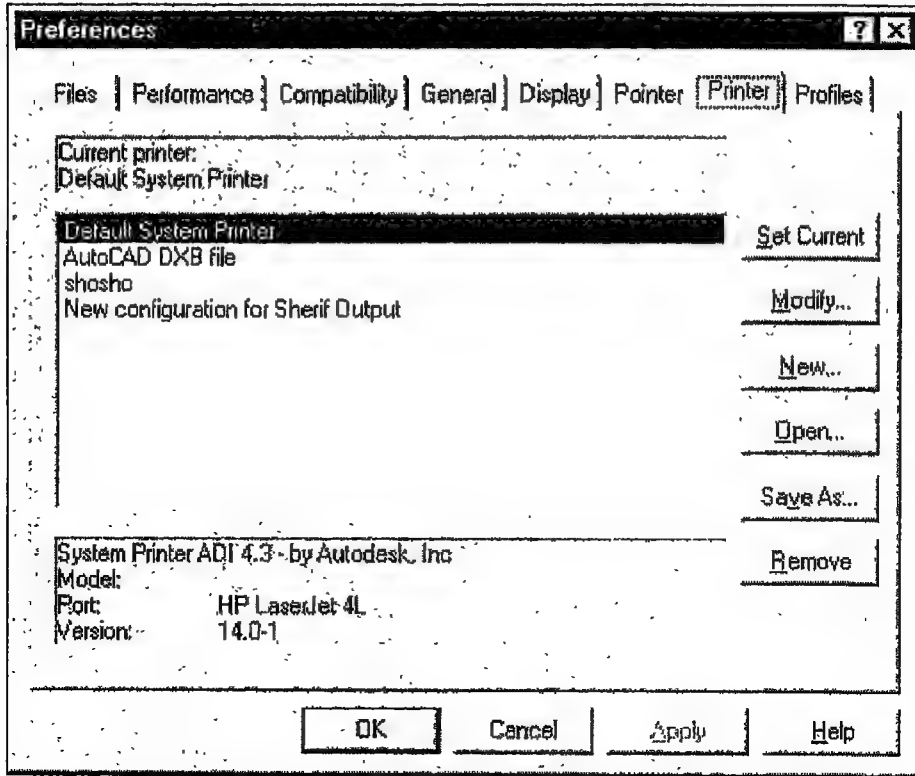 Preferences
Files Performance Compatibility General Display Pointer Printer Profiles
Current printer:
Default System Printer
Default System Printer
AutoCAD DXB file
shosho
New configuration for Sherif Output
Set Current
Modify...
New...
Open...
Save As...
Remove
System Printer ADI 4.3 - by Autodesk, Inc
Model:
Port: HP LaserJet 4L
Version: 14.0-1
OK Cancel Apply Help